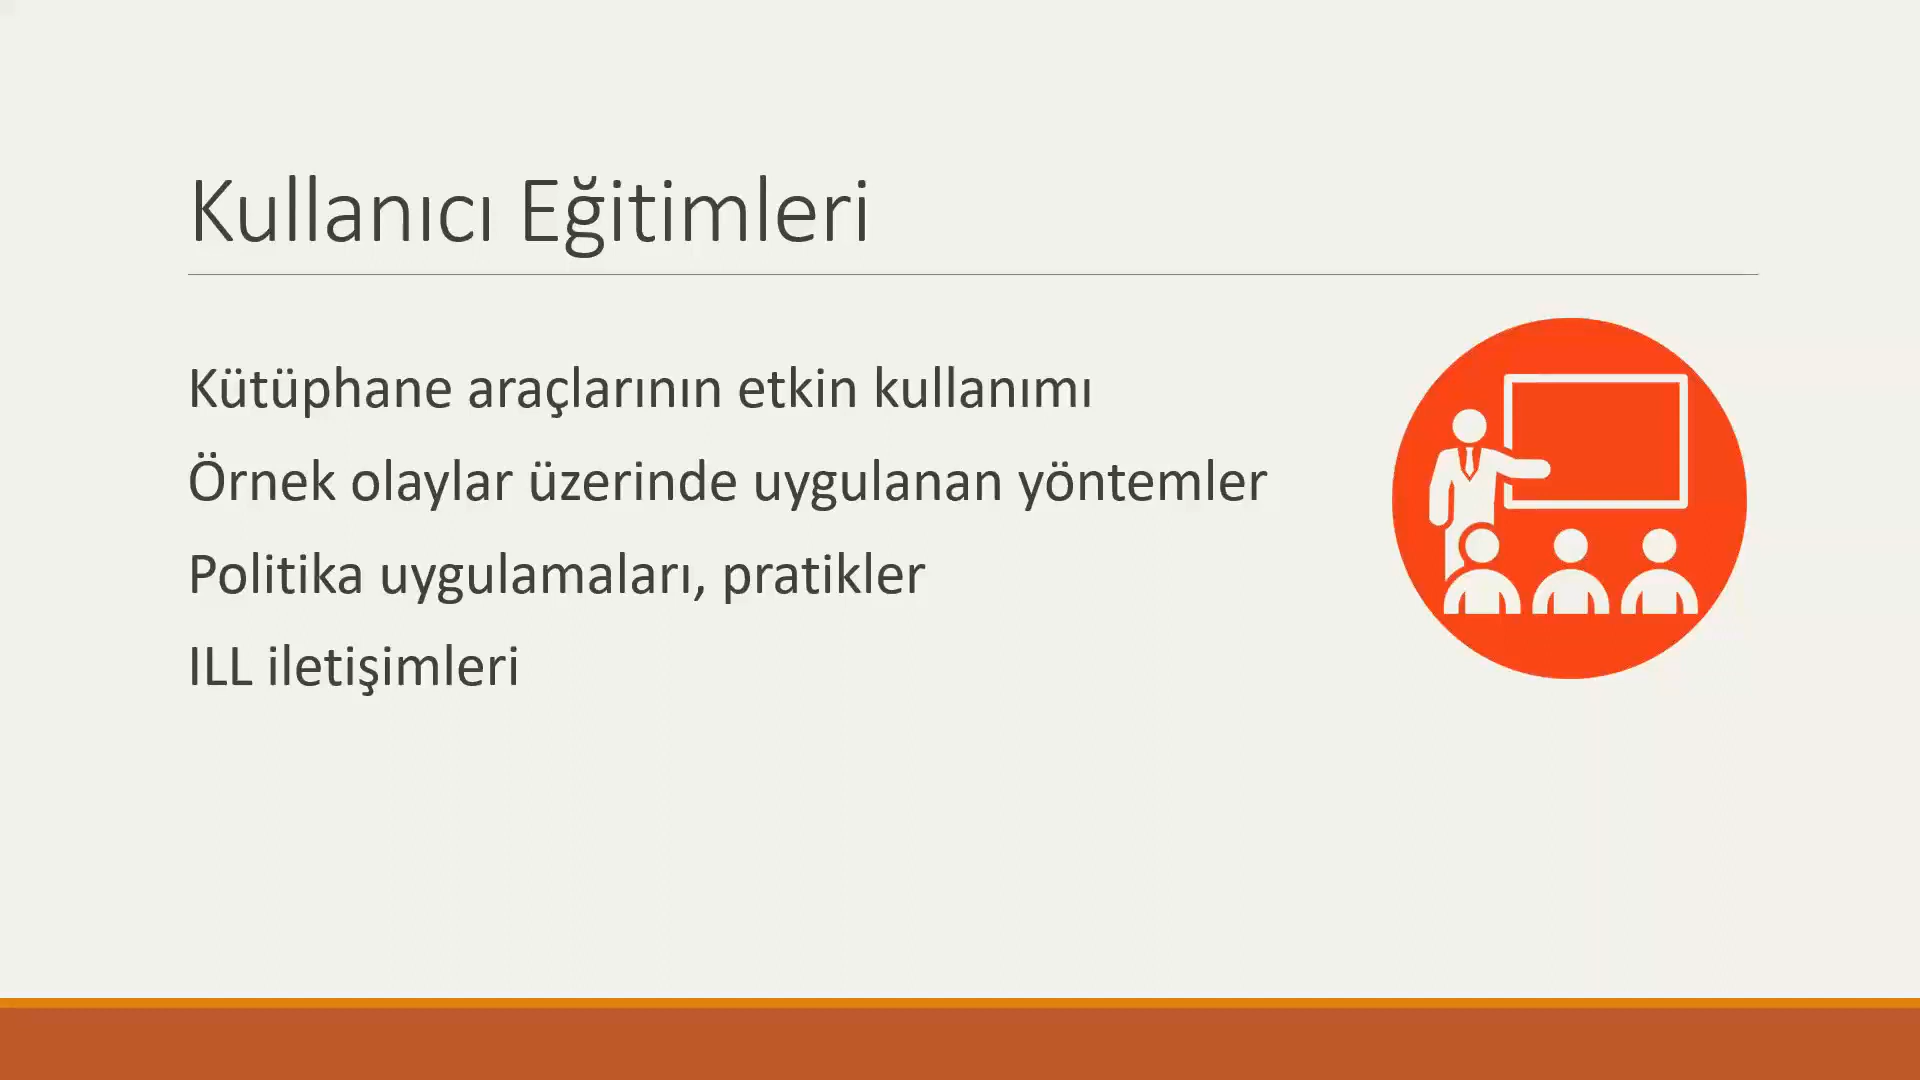 Kullanıcı Eğitimleri
Kütüphane araçlarının etkin kullanımı
Örnek olaylar üzerinde uygulanan yöntemler
Politika uygulamaları, pratikler
ILL iletişimleri